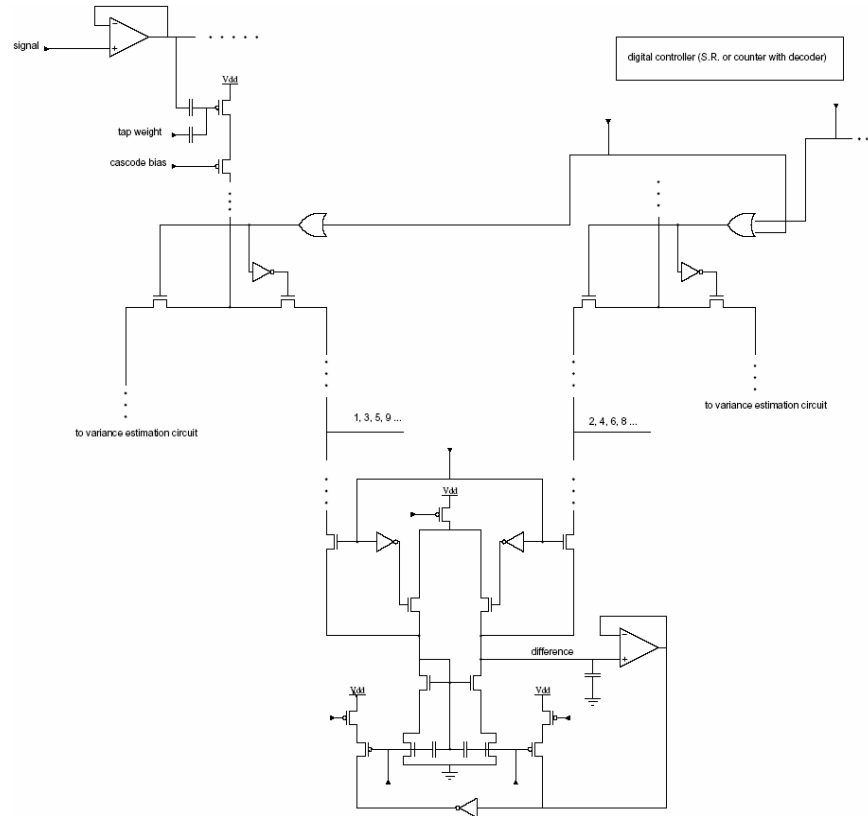 signal
digital controller (S.R. or counter with decoder)
Vdd
tap weight
cascode bias
to variance estimation circuit
to variance estimation circuit
1, 3, 5, 9 ...
2, 4, 6, 8 ...
Vdd
difference
Vdd
Vdd